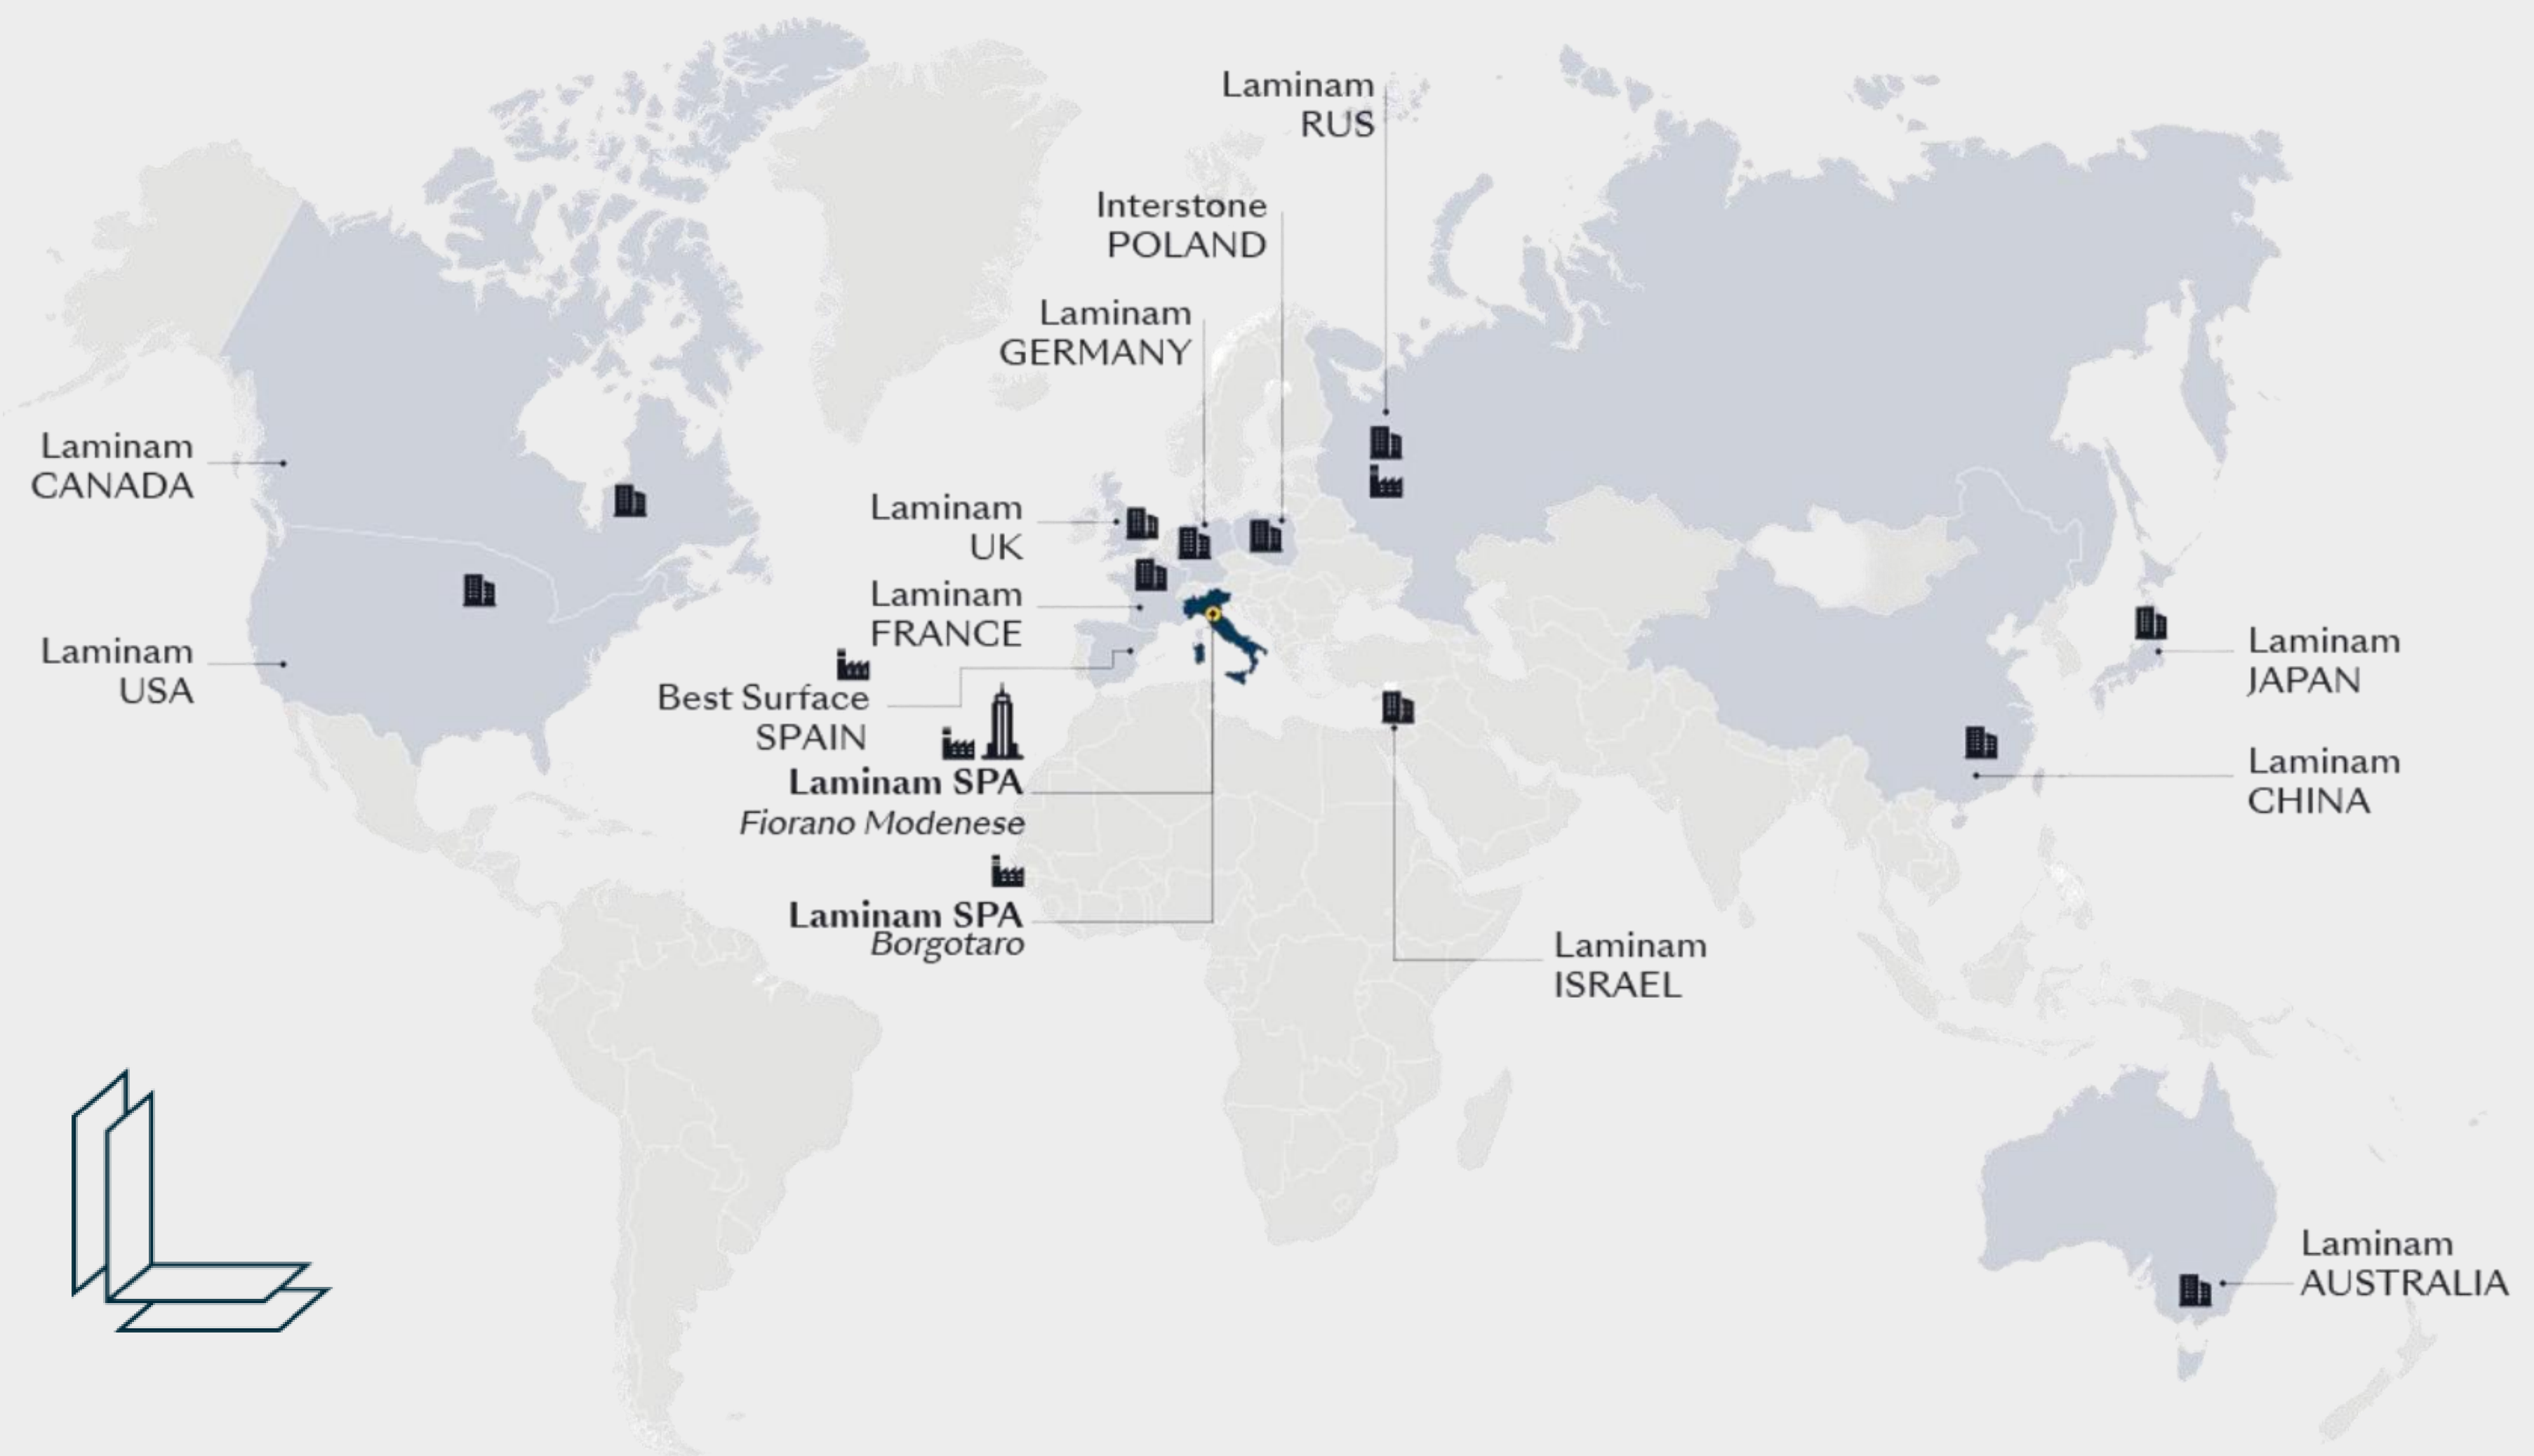 Laminam
RUS
Interstone
POLAND
Laminam
GERMANY
Laminam
CANADA
Laminam
UK
Laminam
FRANCE
Laminam
USA
Best Surface
SPAIN
Laminam SPA
Fiorano Modenese
Laminam SPA
Borgotaro
Laminam
JAPAN
Laminam
CHINA
Laminam
ISRAEL
Laminam
AUSTRALIA